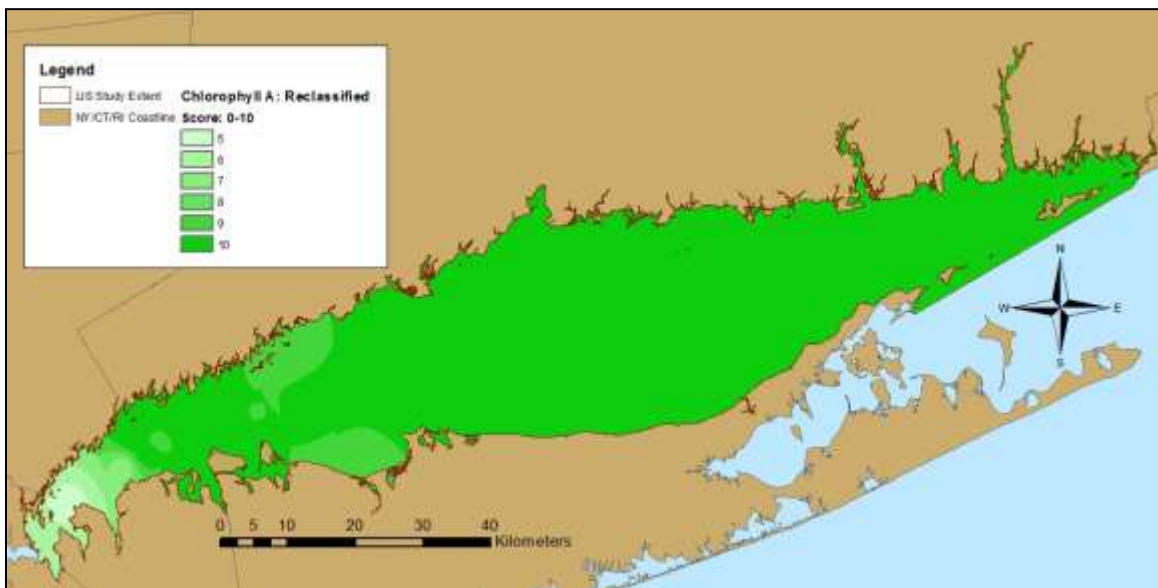 Legend
LIS Study Extent
NY/CT/RI Coastline
Chlorophyll A: Reclassified
Score: 0-10
5
6
7
8
9
10
N
W
E
S
0 5 10 20 30 40
Kilometers